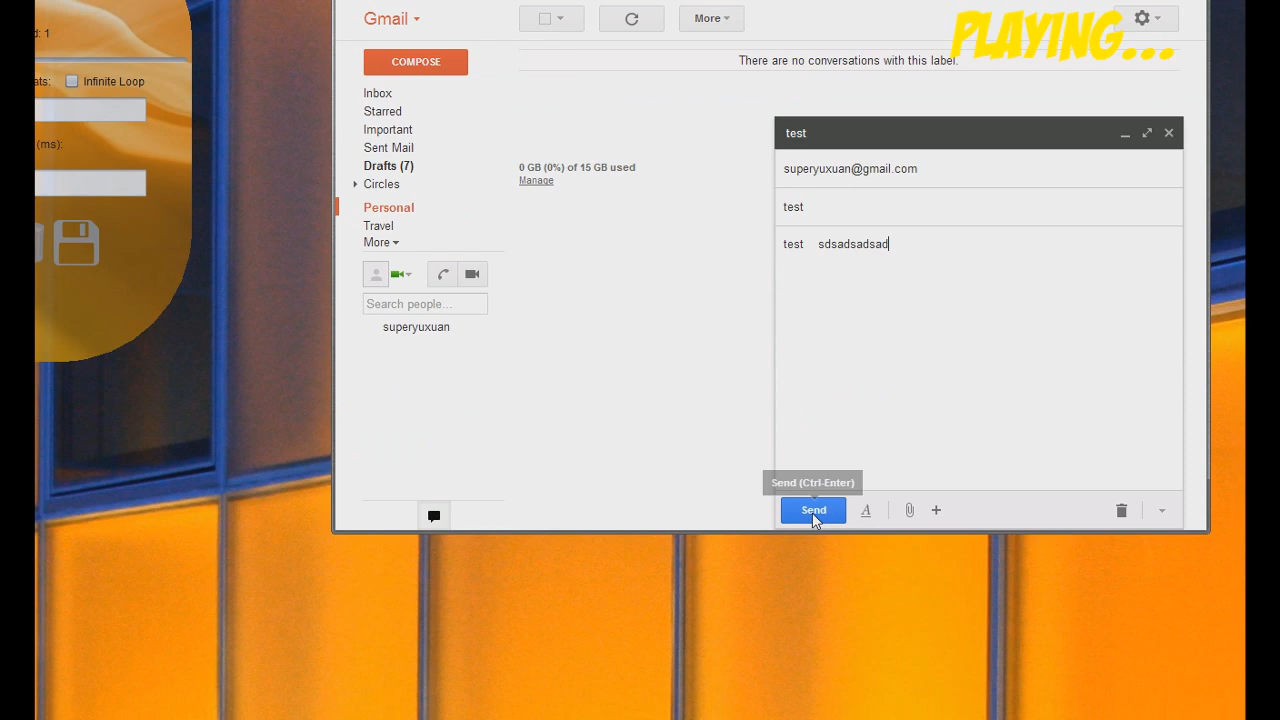 d: 1
ats:
Infinite Loop
(ms):
Gmail
More
PLAYING...
COMPOSE
There are no conversations with this label.
Inbox
Starred
Important
Sent Mail
Drafts (7)
Circles
Personal
Travel
More
0 GB (0%) of 15 GB used
Manage
Search people...
superyuxuan
test
superyuxuan@gmail.com
test
test sdsadsadsad
Send (Ctrl-Enter)
Send
A